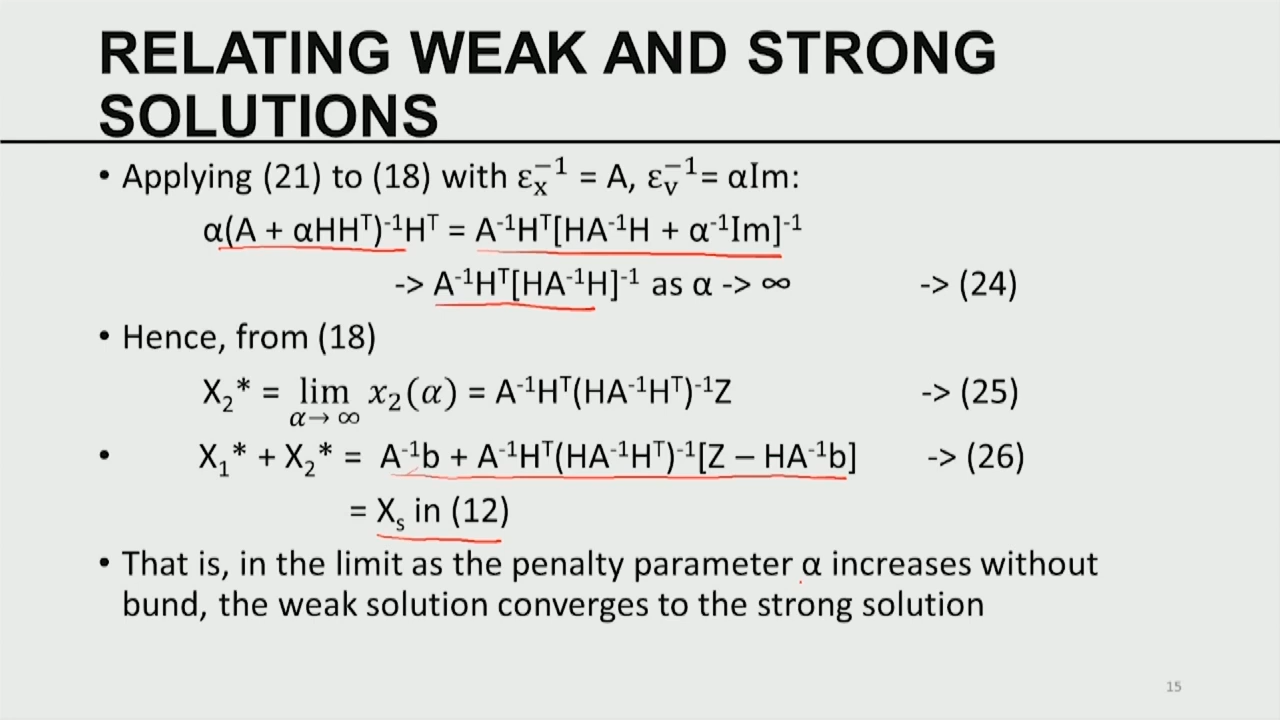 RELATING WEAK AND STRONG
SOLUTIONS
• Applying (21) to (18) with εₓ⁻¹ = A, εᵥ⁻¹= αIm:
α(A + αHHᵀ)⁻¹Hᵀ = A⁻¹Hᵀ[HA⁻¹H + α⁻¹Im]⁻¹
-> A⁻¹Hᵀ[HA⁻¹H]⁻¹ as α -> ∞ -> (24)
• Hence, from (18)
X₂* = lim α→ ∞ x₂(α) = A⁻¹Hᵀ(HA⁻¹Hᵀ)⁻¹Z -> (25)
• X₁* + X₂* = A⁻¹b + A⁻¹Hᵀ(HA⁻¹Hᵀ)⁻¹[Z – HA⁻¹b] -> (26)
= Xₛ in (12)
• That is, in the limit as the penalty parameter α increases without
bund, the weak solution converges to the strong solution
15